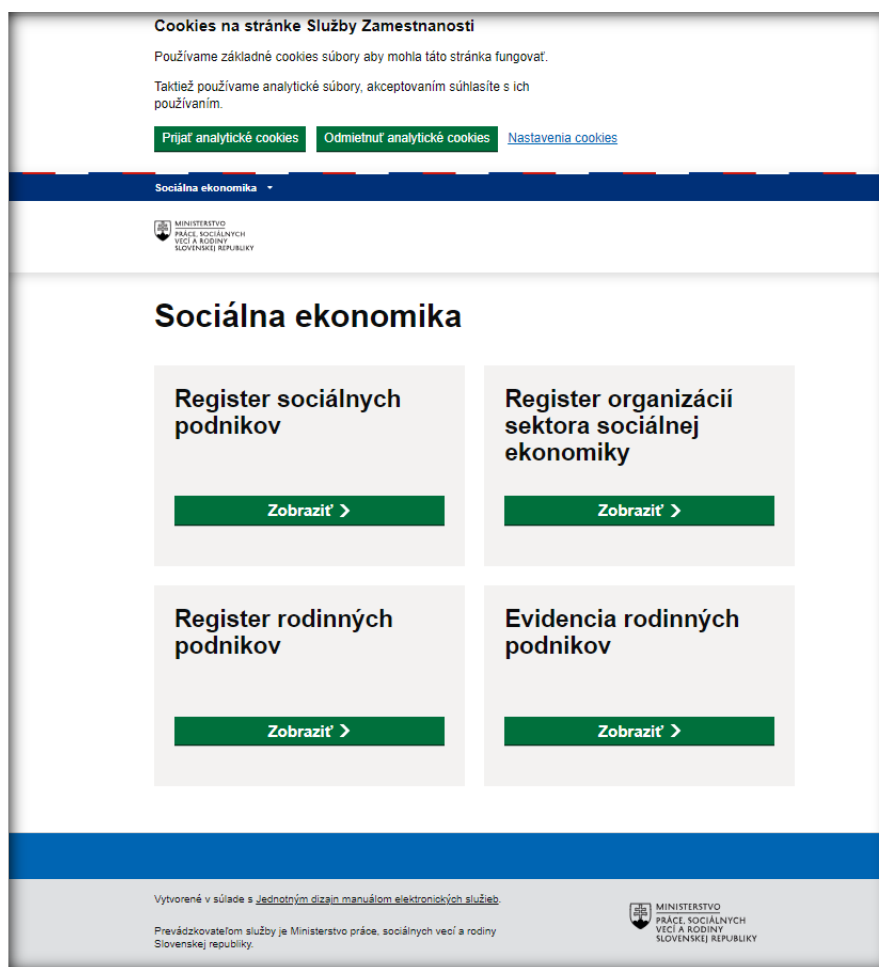 Cookies na stránke Služby Zamestnanosti
Používame základné cookies súbory aby mohla táto stránka fungovať.
Taktiež používame analytické súbory, akceptovaním súhlasíte s ich
používaním.
Prijať analytické cookies Odmietnuť analytické cookies Nastavenia cookies
Sociálna ekonomika
MINISTERSTVO
PRÁCE, SOCIÁLNYCH
VECÍ A RODINY
SLOVENSKEJ REPUBLIKY
Sociálna ekonomika
Register sociálnych
podnikov
Zobraziť
Register organizácií
sektora sociálnej
ekonomiky
Zobraziť
Register rodinných
podnikov
Zobraziť
Evidencia rodinných
podnikov
Zobraziť
Vytvorené v súlade s Jednotným dizajn manuálom elektronických služieb.
Prevádzkovateľom služby je Ministerstvo práce, sociálnych vecí a rodiny
Slovenskej republiky.
MINISTERSTVO
PRÁCE, SOCIÁLNYCH
VECÍ A RODINY
SLOVENSKEJ REPUBLIKY